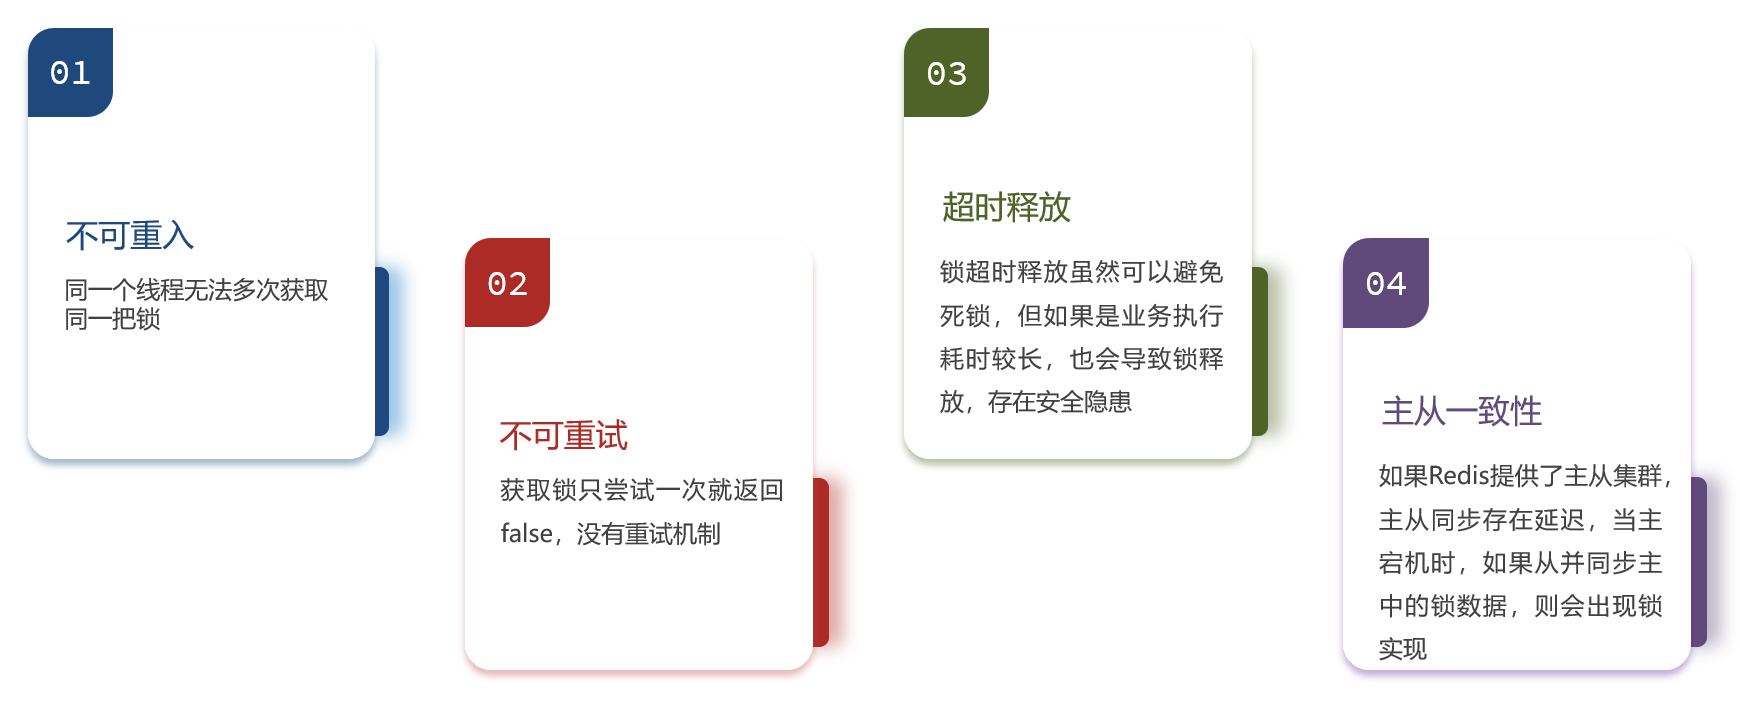 01
不可重入
同一个线程无法多次获取
同一把锁
02
不可重试
获取锁只尝试一次就返回
false，没有重试机制
03
超时释放
锁超时释放虽然可以避免
死锁，但如果是业务执行
耗时较长，也会导致锁释
放，存在安全隐患
04
主从一致性
如果Redis提供了主从集群，
主从同步存在延迟，当主
宕机时，如果从并同步主
中的锁数据，则会出现锁
实现